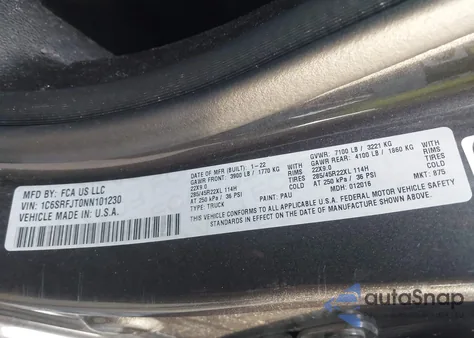 MFD BY: FCA US LLC
VIN: 1C6SRFJT0NN101230
VEHICLE MADE IN: U.S.A.
DATE OF MFR (BUILT): 1-22 GVWR: 7100 LB / 3221 KG
GAWR FRONT: 3900 LB / 1770 KG WITH GAWR REAR: 4100 LB / 1860 KG WITH
22X9.0 RIMS 22X9.0 RIMS
285/45R22XL 114H TIRES 285/45R22XL 114H TIRES
AT 250 kPa / 36 PSI COLD AT 250 kPa / 36 PSI COLD
TYPE: TRUCK PAINT: PAU MDH: 012016 MKT: 875
THIS VEHICLE CONFORMS TO ALL APPLICABLE U.S.A. FEDERAL MOTOR VEHICLE SAFETY
STANDARDS IN EFFECT ON THE DATE OF MANUFACTURE SHOWN ABOVE.
autoSnap